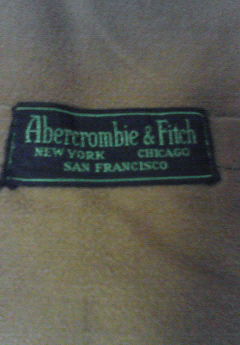 Abercrombie & Fitch
NEW YORK CHICAGO
SAN FRANCISCO